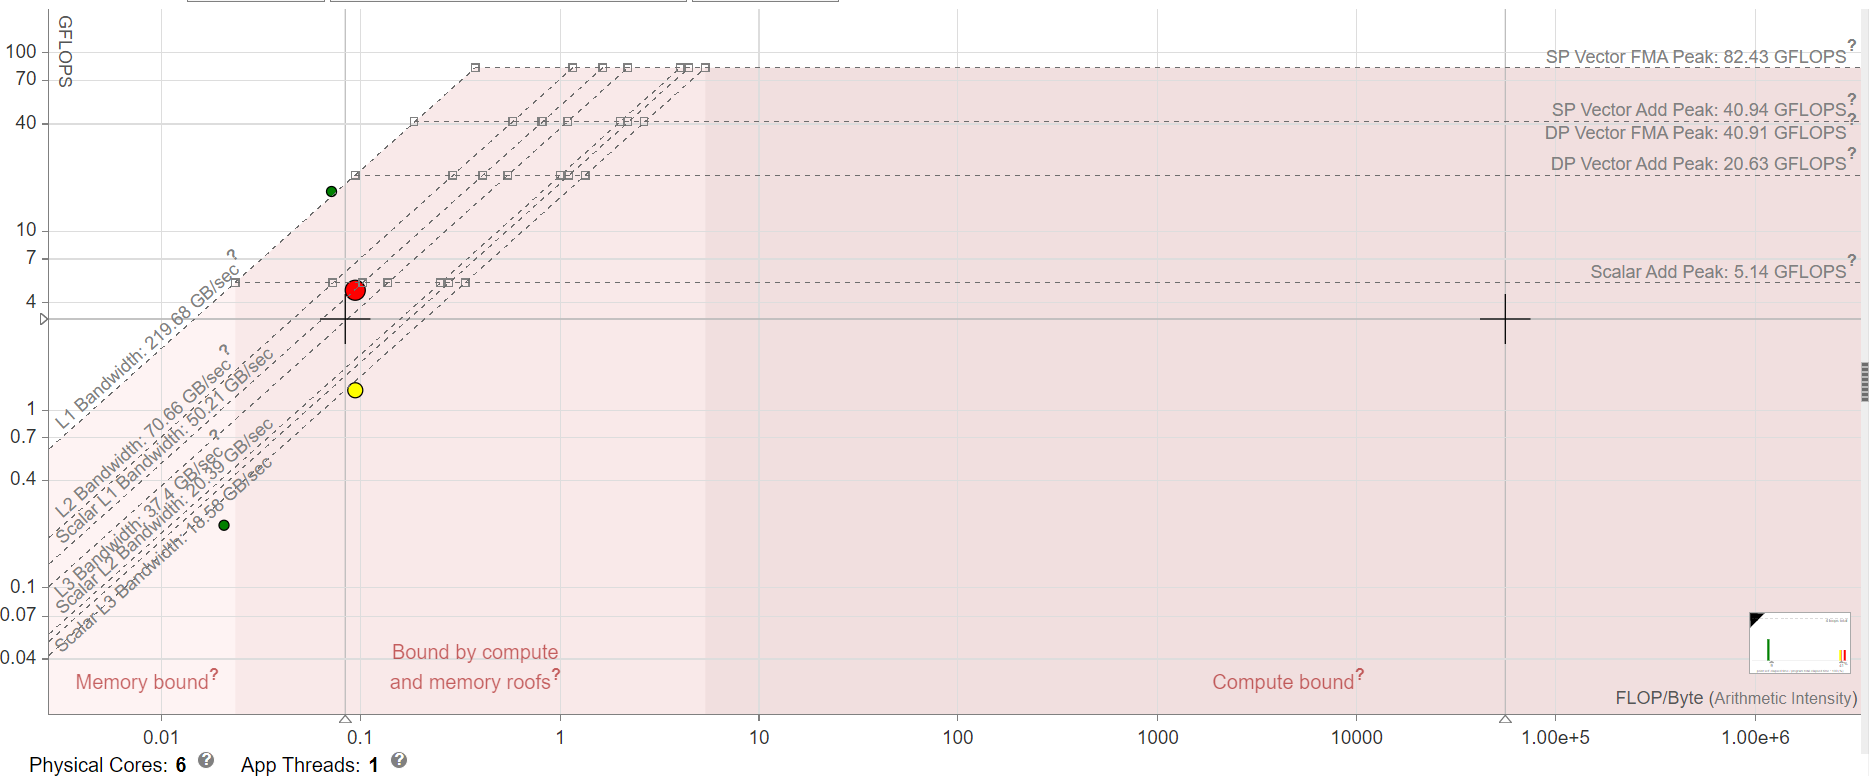 GFLOPS
100
70
40
10
7
4
1
0.7
0.4
0.1
0.07
0.04
SP Vector FMA Peak: 82.43 GFLOPS ?
SP Vector Add Peak: 40.94 GFLOPS ?
DP Vector FMA Peak: 40.91 GFLOPS ?
DP Vector Add Peak: 20.63 GFLOPS ?
Scalar Add Peak: 5.14 GFLOPS ?
L1 Bandwidth: 219.68 GB/sec ?
L2 Bandwidth: 70.66 GB/sec ?
Scalar L1 Bandwidth: 50.21 GB/sec
L3 Bandwidth: 37.4 GB/sec ?
Scalar L2 Bandwidth: 20.39 GB/sec
Scalar L3 Bandwidth: 18.58 GB/sec
Memory bound ?
Bound by compute
and memory roofs ?
Compute bound ?
FLOP/Byte (Arithmetic Intensity)
0.01 0.1 1 10 100 1000 10000 1.00e+5 1.00e+6
Physical Cores: 6 ? App Threads: 1 ?